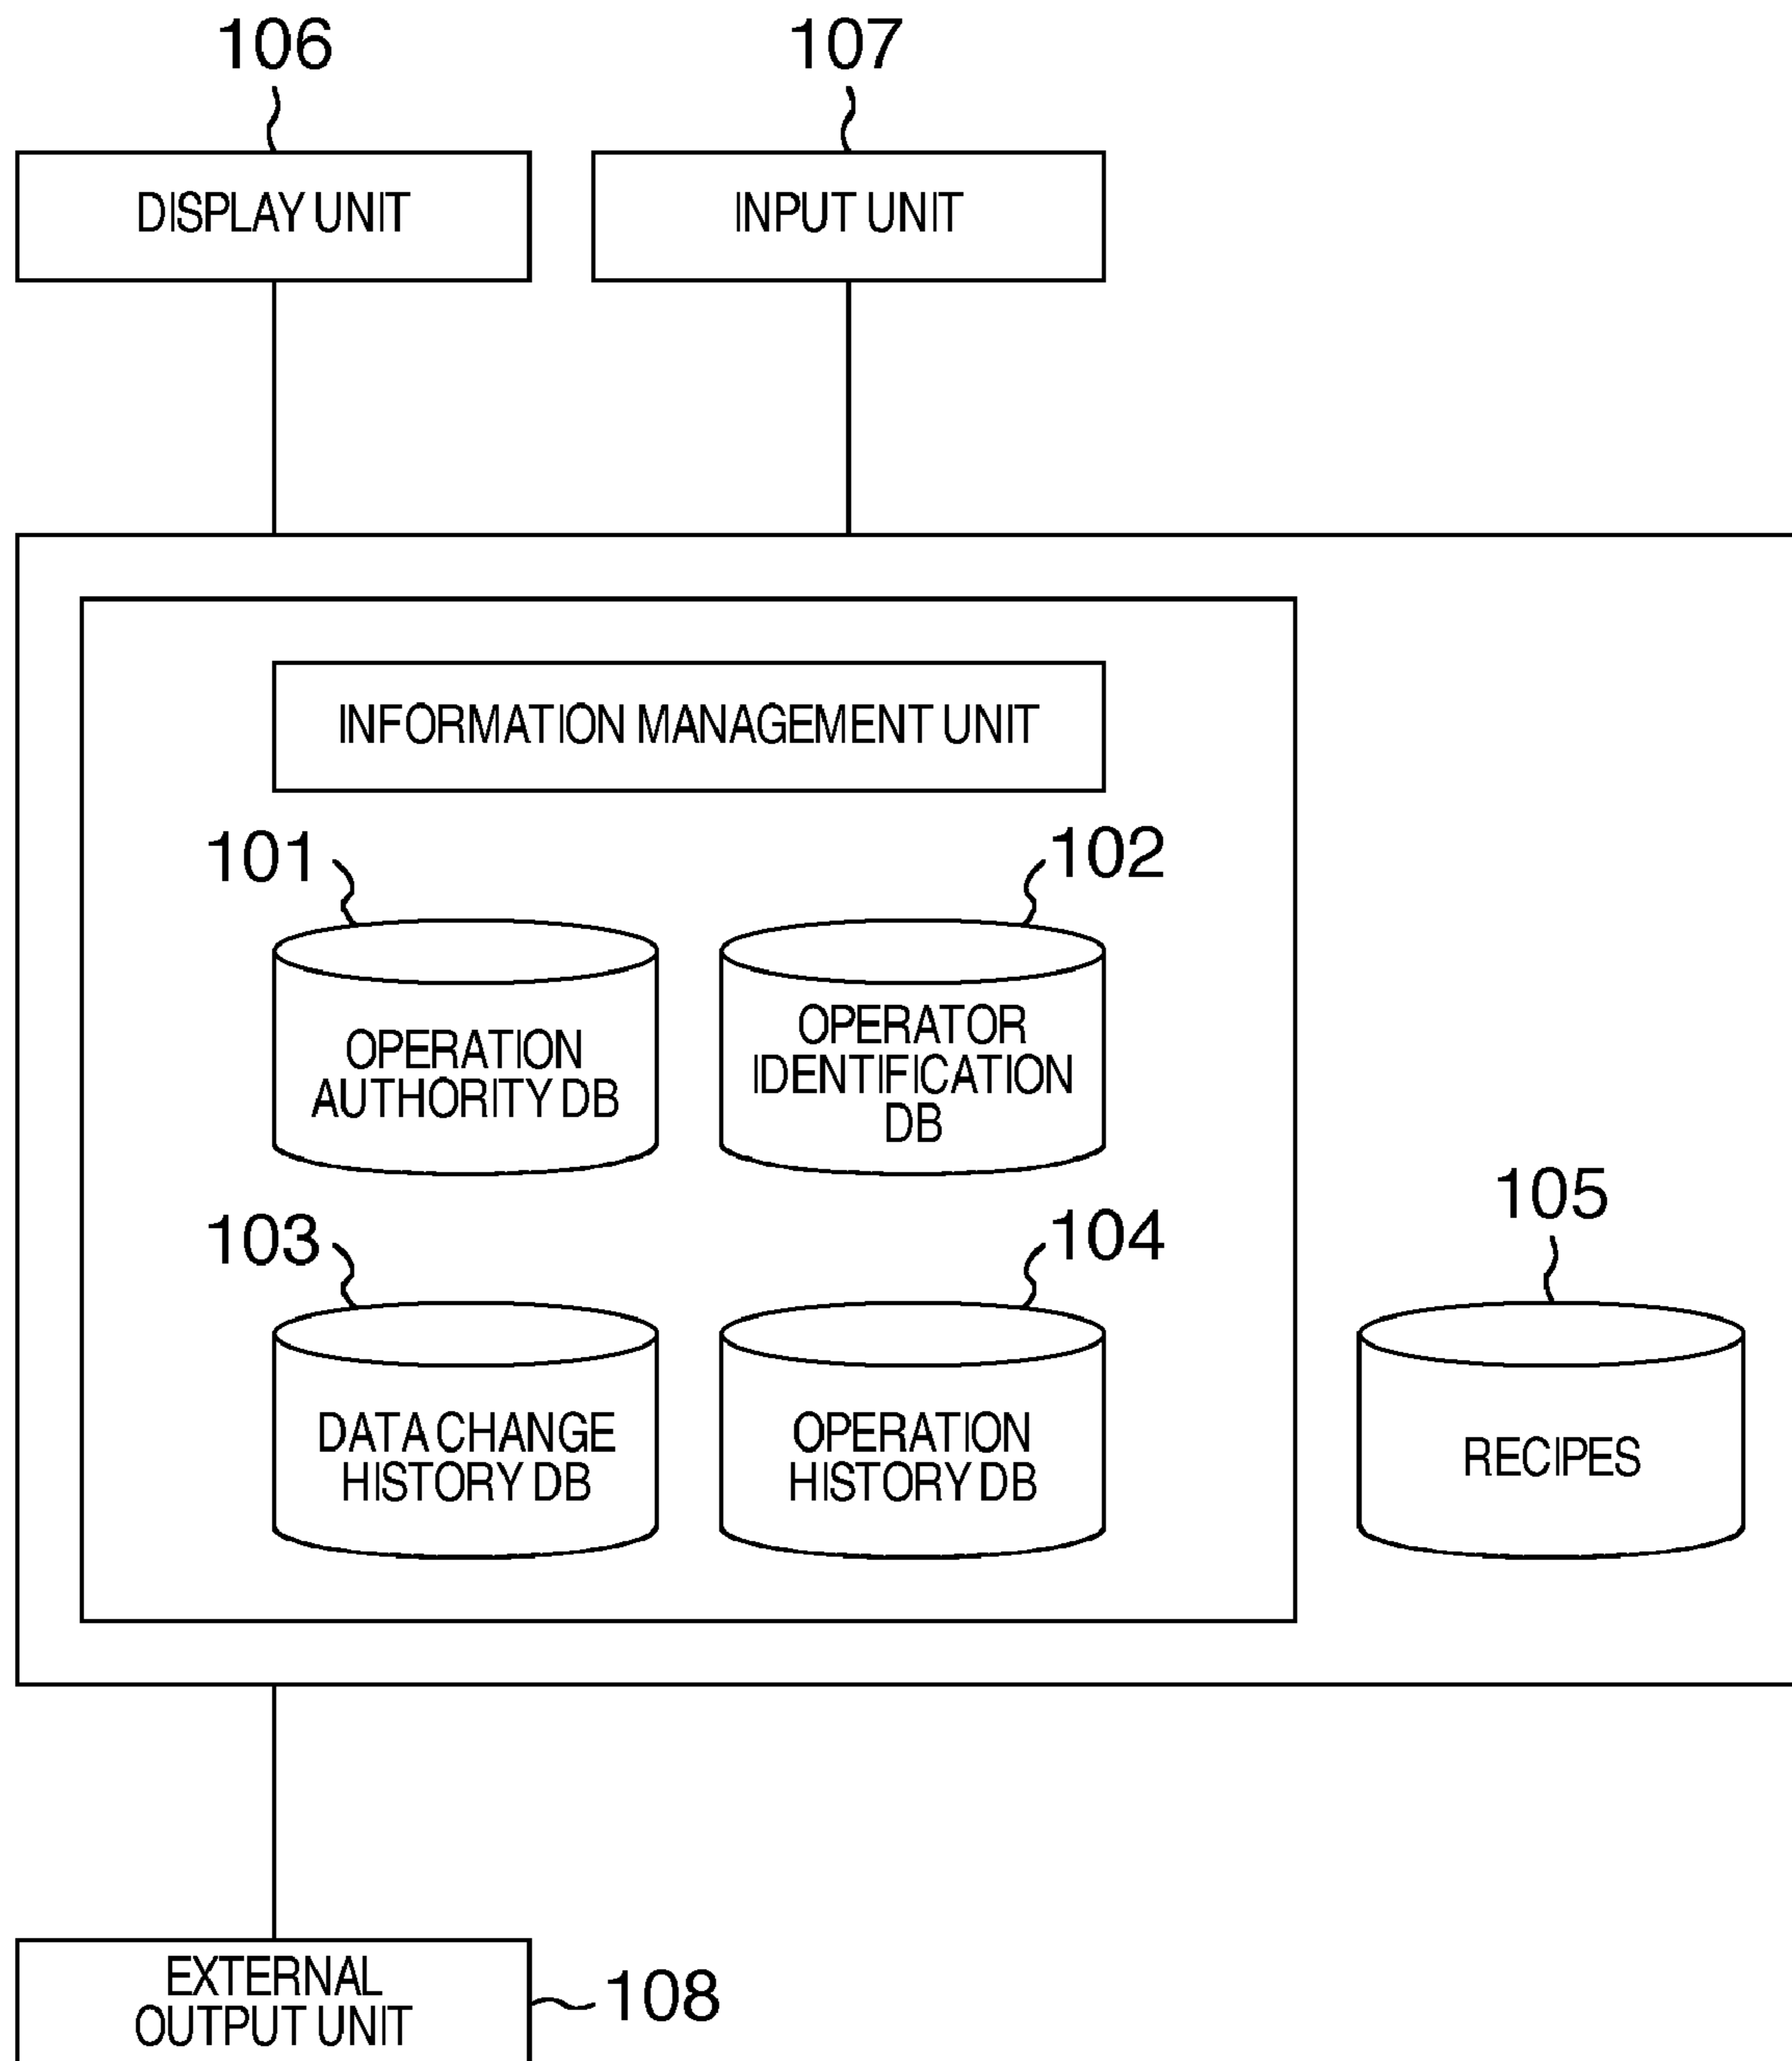 106
107
DISPLAY UNIT
INPUT UNIT
INFORMATION MANAGEMENT UNIT
101
102
OPERATION
AUTHORITY DB
OPERATOR
IDENTIFICATION
DB
103
104
105
DATA CHANGE
HISTORY DB
OPERATION
HISTORY DB
RECIPES
EXTERNAL
OUTPUT UNIT
108